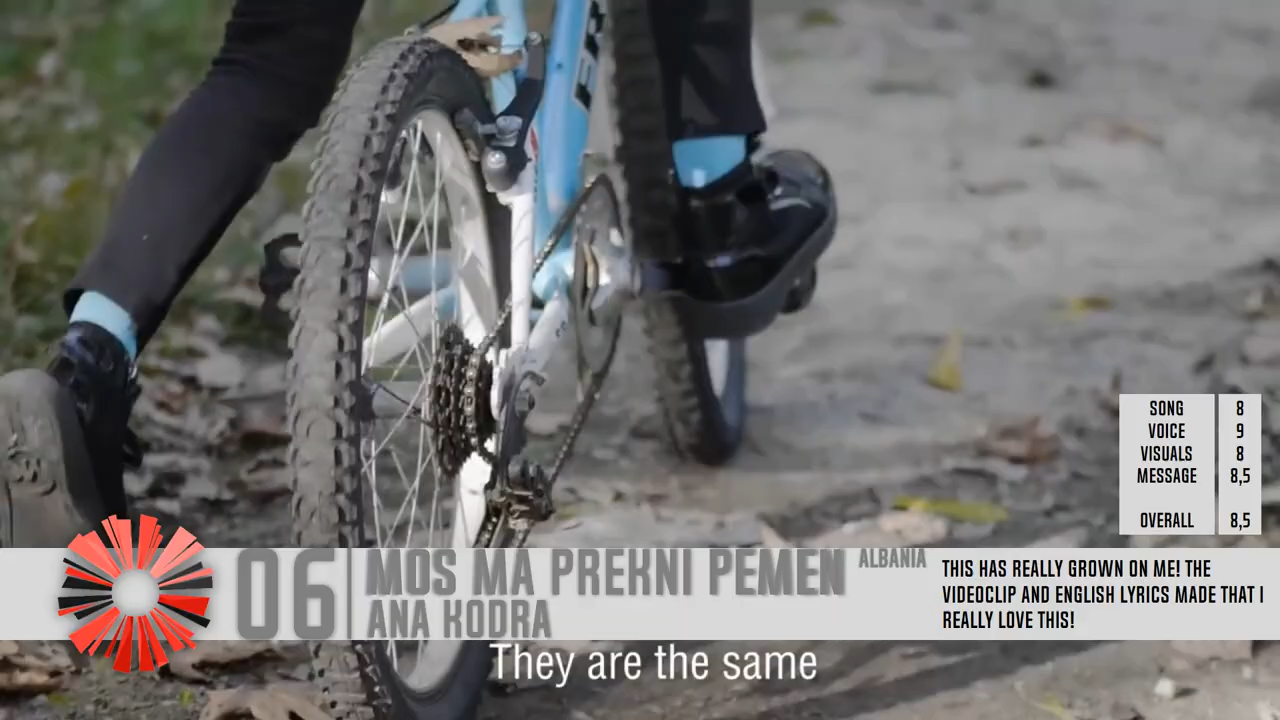 SONG 8
VOICE 9
VISUALS 8
MESSAGE 8,5
OVERALL 8,5
06
MOS MA PREKNI PEMEN ALBANIA
ANA KODRA
THIS HAS REALLY GROWN ON ME! THE
VIDEOCLIP AND ENGLISH LYRICS MADE THAT I
REALLY LOVE THIS!
They are the same